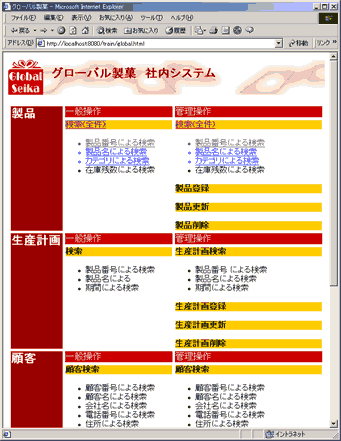 グローバル製菓 - Microsoft Internet Explorer
ファイル(F) 編集(E) 表示(V) お気に入り(A) ツール(T) ヘルプ(H)
戻る 検索 お気に入り 履歴
アドレス(D) http://localhost:8080/train/global.html 移動 リンク »
Global Seika
グローバル製菓 社内システム
製品
一般操作 管理操作
検索(全件) 検索(全件)
製品番号による検索 製品番号による検索
製品名による検索 製品名による検索
カテゴリによる検索 カテゴリによる検索
在庫残数による検索 在庫残数による検索
製品登録
製品更新
製品削除
生産計画
一般操作 管理操作
検索 生産計画検索
製品番号による検索 製品番号 による検索
製品名による 製品名による検索
期間による検索 期間による検索
生産計画登録
生産計画更新
生産計画削除
顧客
一般操作 管理操作
顧客検索 顧客検索
顧客番号による検索 顧客番号による検索
顧客名による検索 顧客名による検索
会社名による検索 会社名による検索
電話番号による検索 電話番号による検索
住所による検索 住所による検索
イントラネット